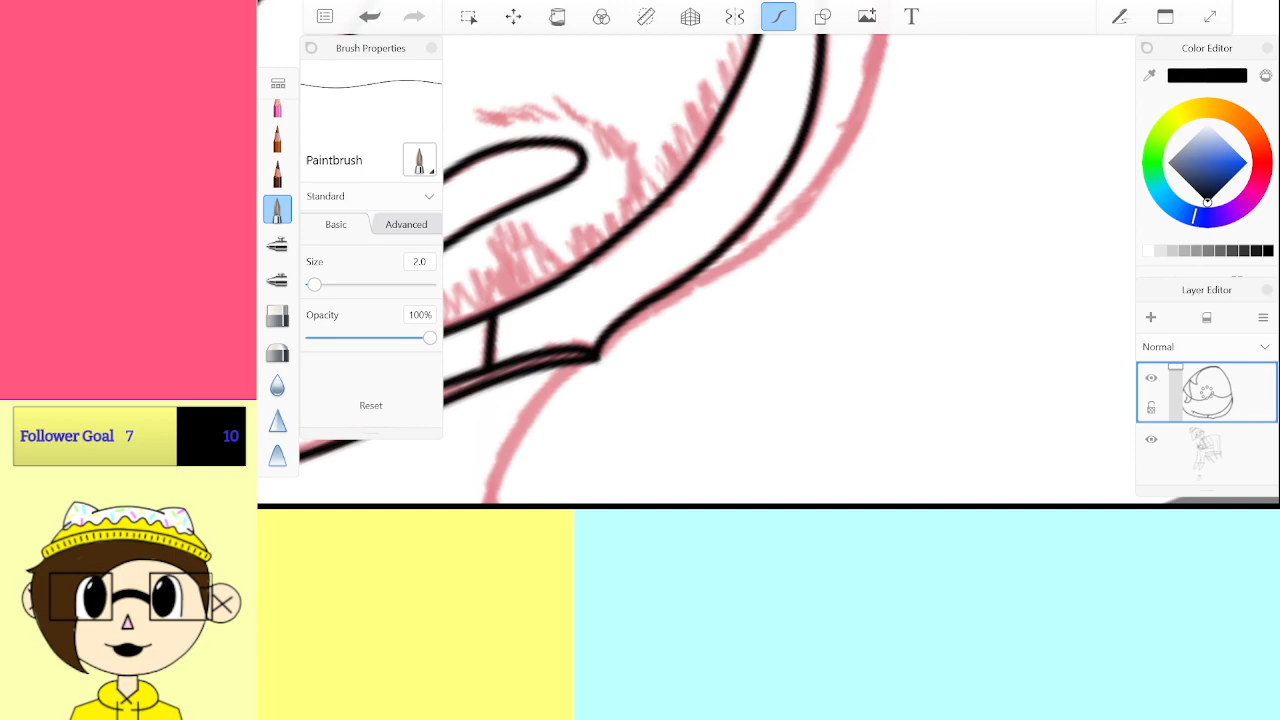 T
Brush Properties
Color Editor
Paintbrush
Standard
Basic
Advanced
Size
2.0
Opacity
100%
Reset
Layer Editor
Normal
Follower Goal 7
10